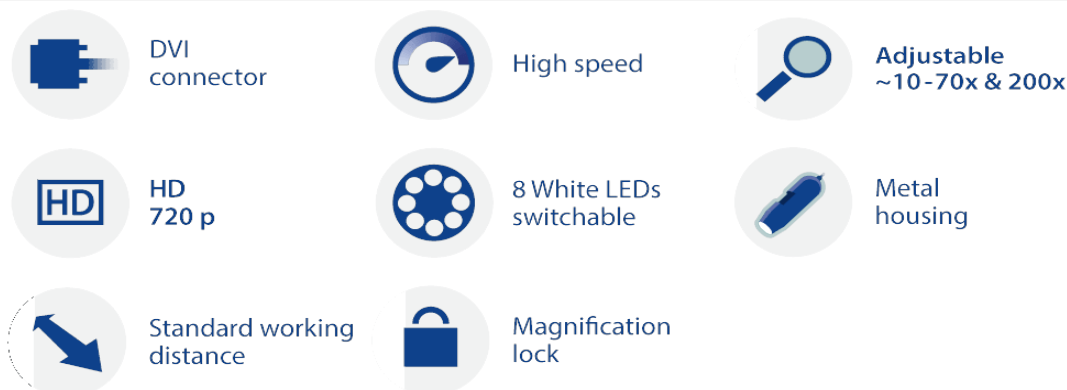 DVI
connector
High speed
Adjustable
~10-70x & 200x
HD
HD
720 p
8 White LEDs
switchable
Metal
housing
Standard working
distance
Magnification
lock